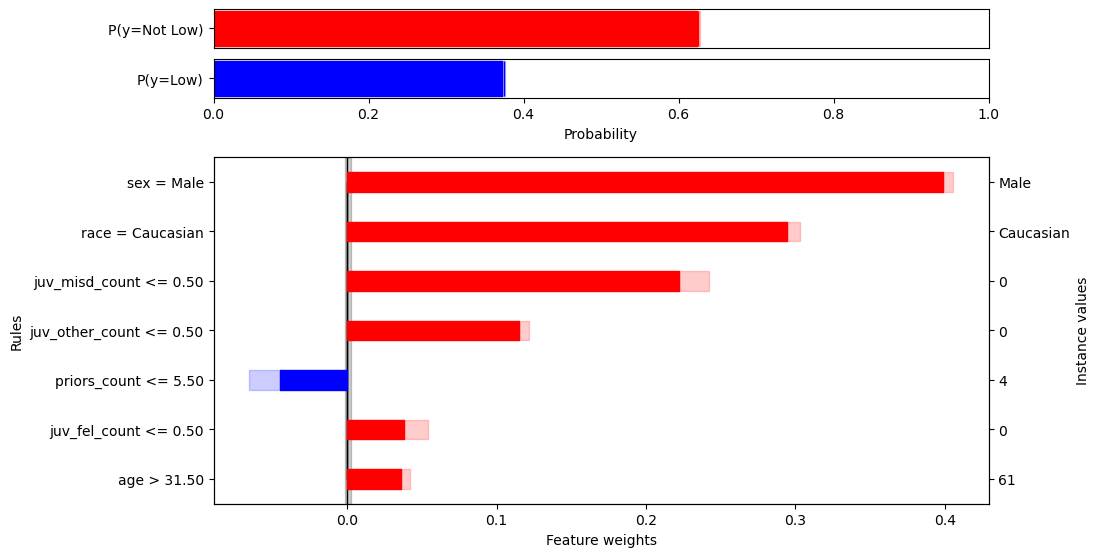 P(y=Not Low)
P(y=Low)
0.0 0.2 0.4 0.6 0.8 1.0
Probability
Rules
sex = Male Male
race = Caucasian Caucasian
juv_misd_count <= 0.50 0
juv_other_count <= 0.50 0
priors_count <= 5.50 4
juv_fel_count <= 0.50 0
age > 31.50 61
Instance values
0.0 0.1 0.2 0.3 0.4
Feature weights